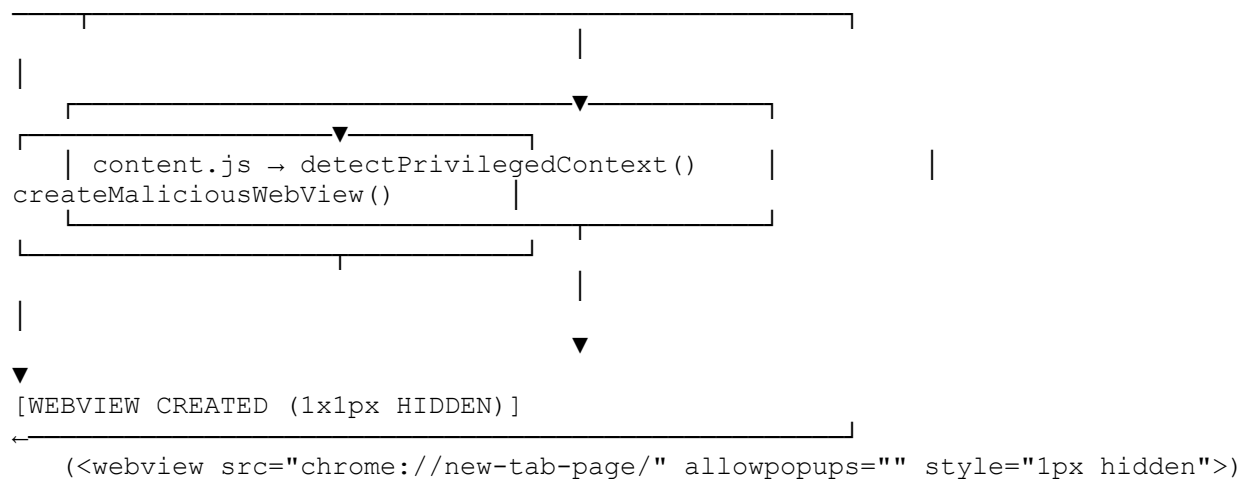 content.js → detectPrivilegedContext()
createMaliciousWebView()
[WEBVIEW CREATED (1x1px HIDDEN)]
(<webview src="chrome://new-tab-page/" allowpopups="" style="1px hidden">)